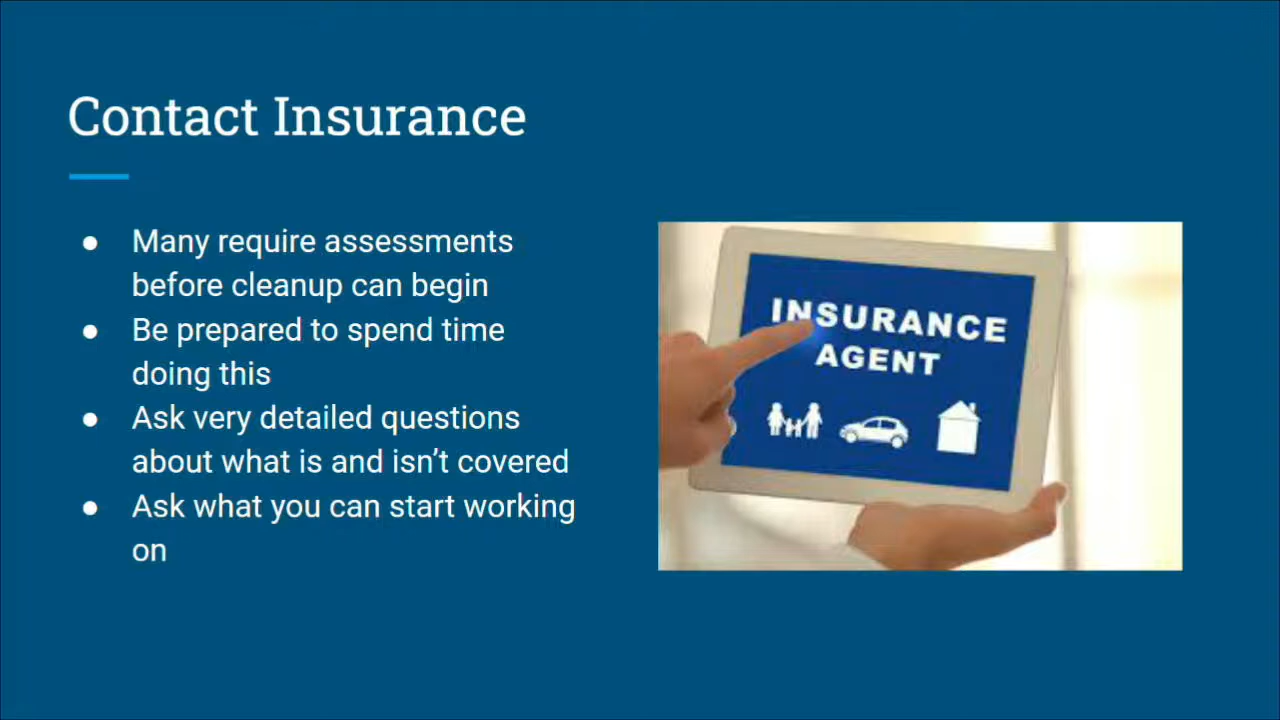 Contact Insurance
● Many require assessments
before cleanup can begin
● Be prepared to spend time
doing this
● Ask very detailed questions
about what is and isn’t covered
● Ask what you can start working
on
INSURANCE
AGENT